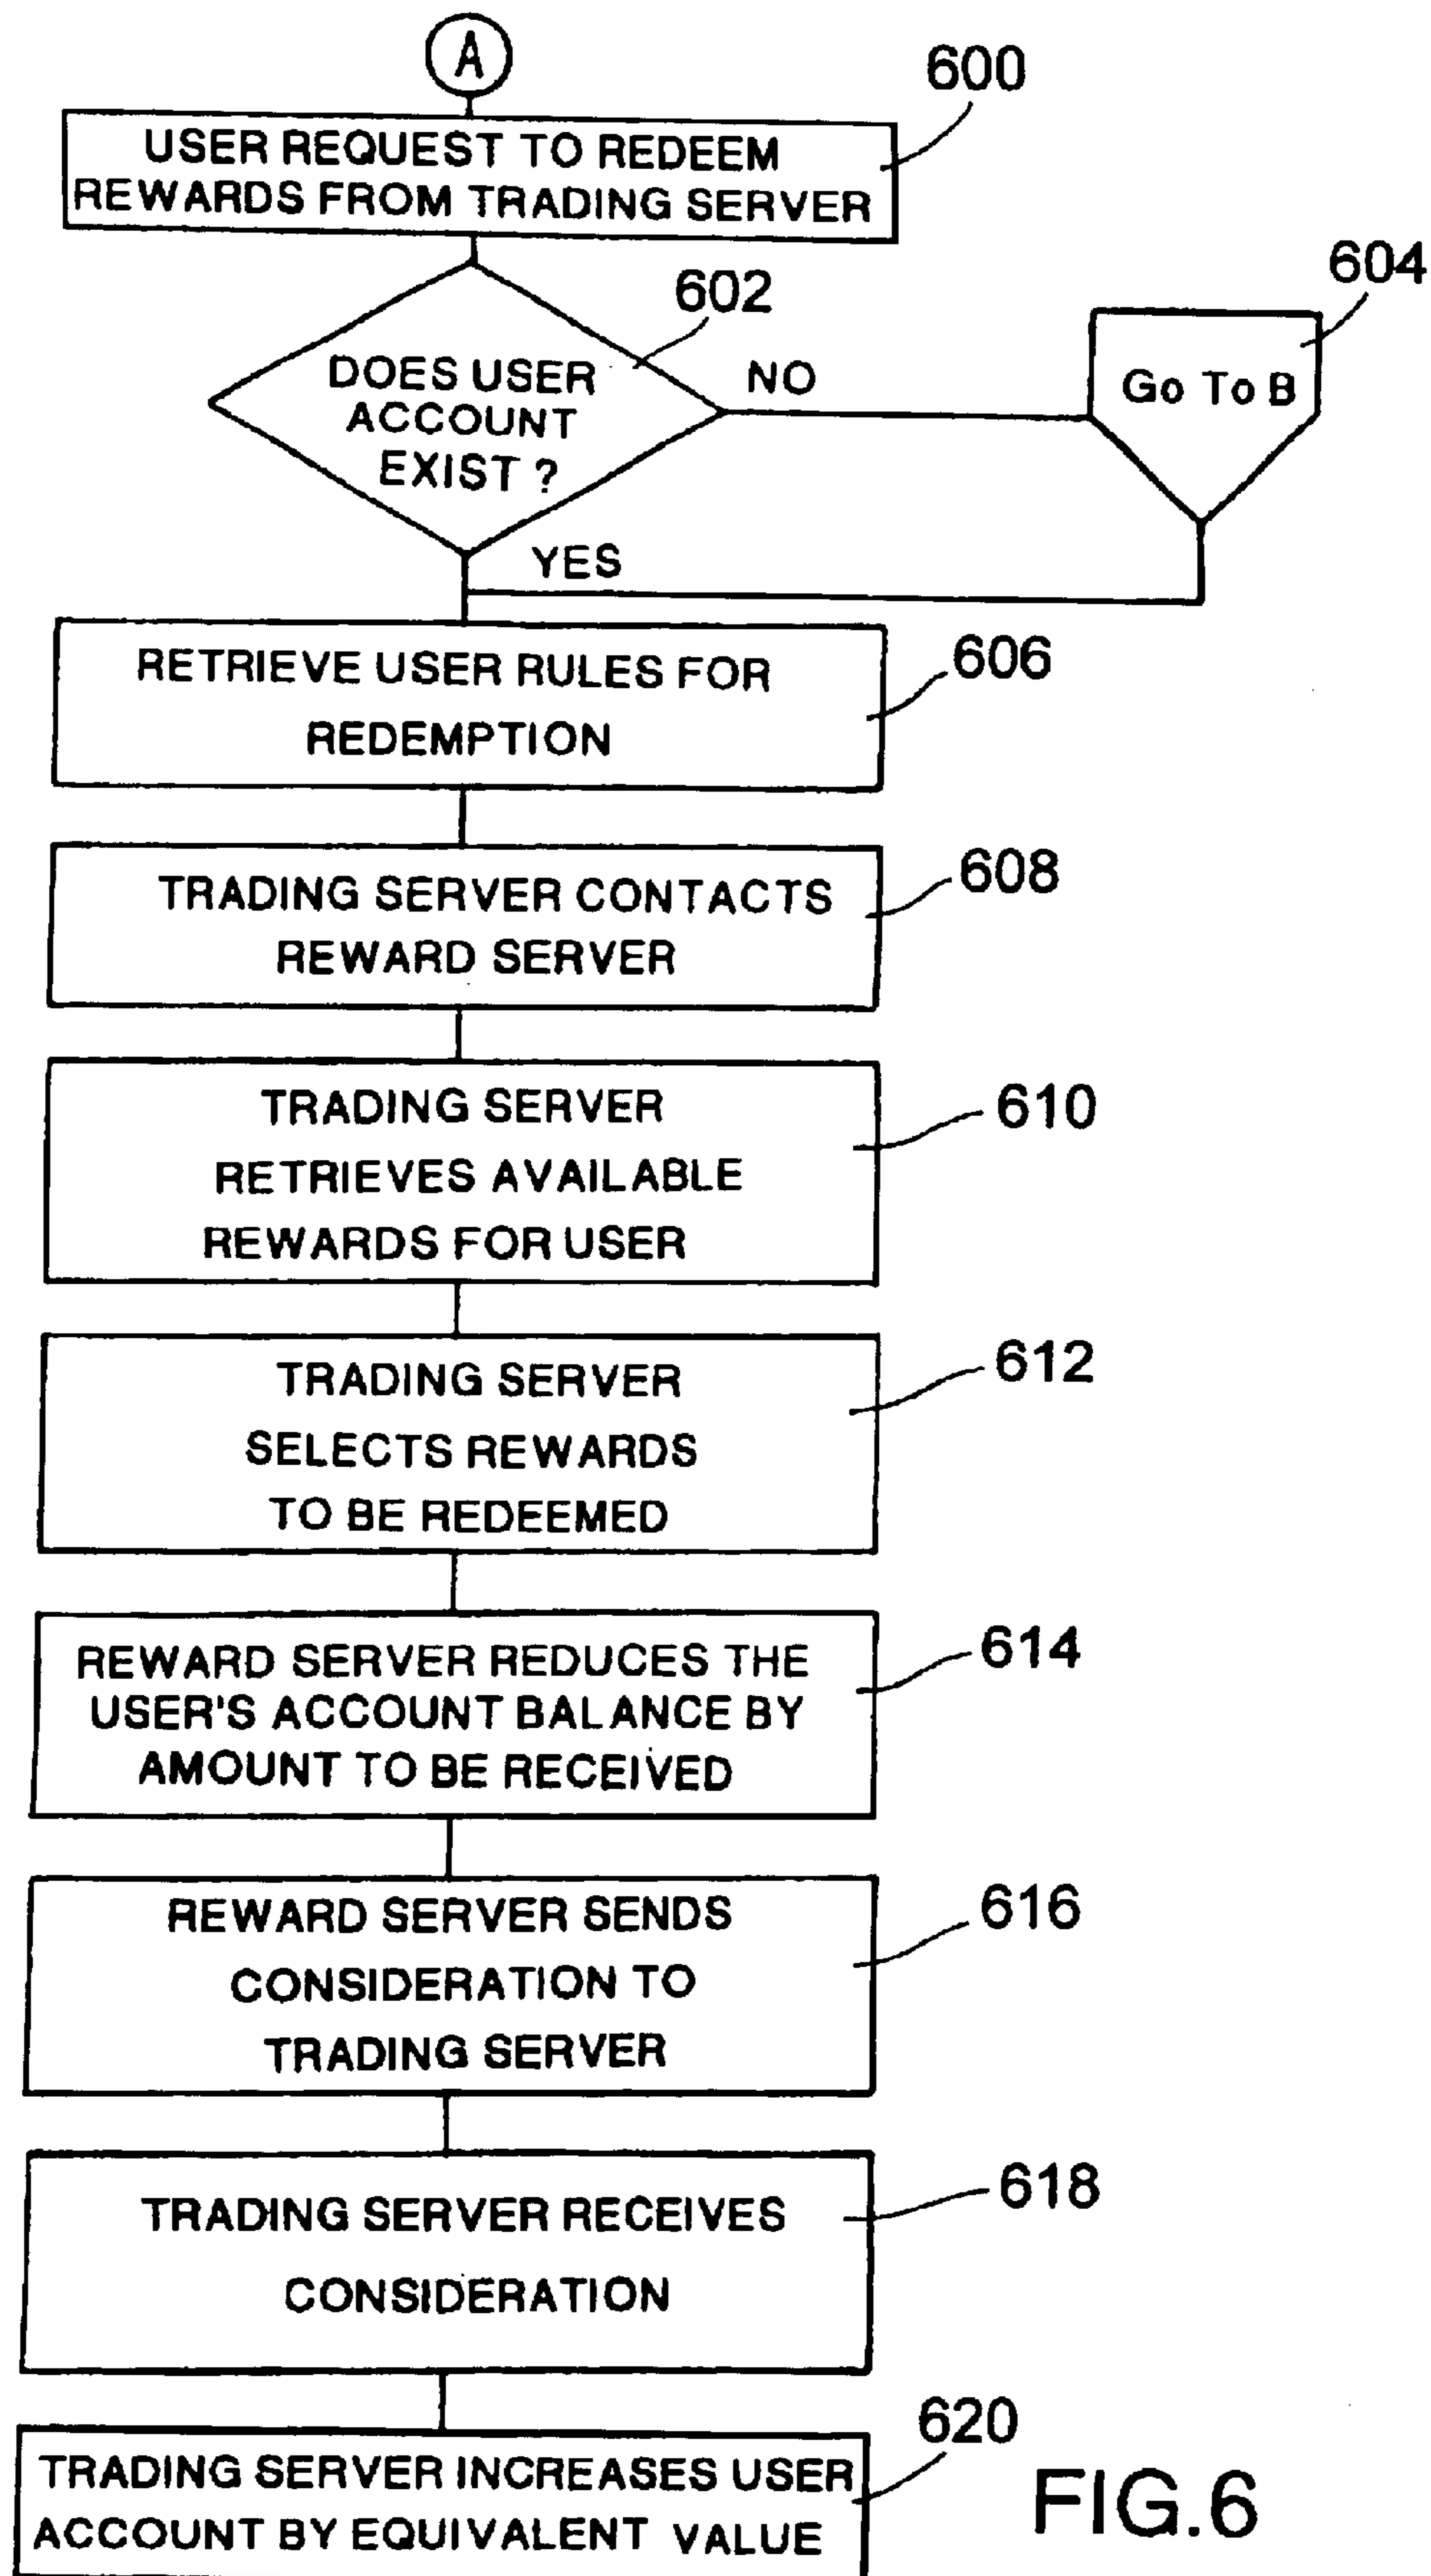 A
600
USER REQUEST TO REDEEM
REWARDS FROM TRADING SERVER
602
604
DOES USER
ACCOUNT
EXIST ?
NO
Go To B
YES
RETRIEVE USER RULES FOR
REDEMPTION
606
TRADING SERVER CONTACTS
REWARD SERVER
608
TRADING SERVER
RETRIEVES AVAILABLE
REWARDS FOR USER
610
TRADING SERVER
SELECTS REWARDS
TO BE REDEEMED
612
REWARD SERVER REDUCES THE
USER'S ACCOUNT BALANCE BY
AMOUNT TO BE RECEIVED
614
REWARD SERVER SENDS
CONSIDERATION TO
TRADING SERVER
616
TRADING SERVER RECEIVES
CONSIDERATION
618
TRADING SERVER INCREASES USER
ACCOUNT BY EQUIVALENT VALUE
620
FIG.6